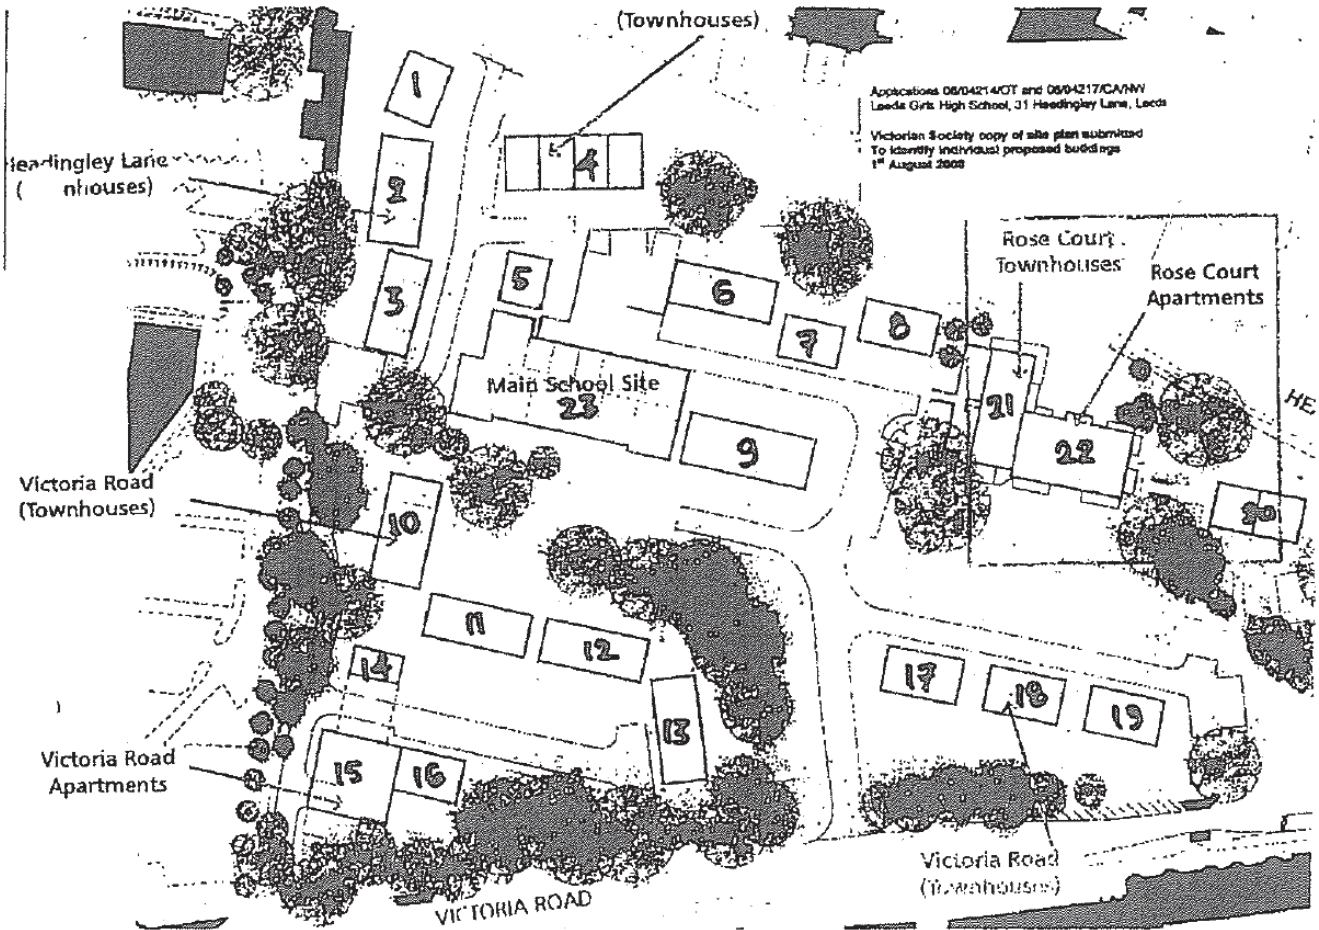 (Townhouses)
Applications 08/04214/OT and 08/04217/CA/NW
Leeds Girls High School, 31 Headingley Lane, Leeds
Victorian Society copy of site plan submitted
To identify individual proposed buildings
1st August 2008
1
2
4
eadingley Lane
( nhouses)
Rose Court
Townhouses
Rose Court
Apartments
3
5
6
7
8
Main School Site
23
9
21
22
HE
20
Victoria Road
(Townhouses)
10
11
12
14
13
17
18
19
Victoria Road
Apartments
15
16
Victoria Road
(Townhouses)
VICTORIA ROAD